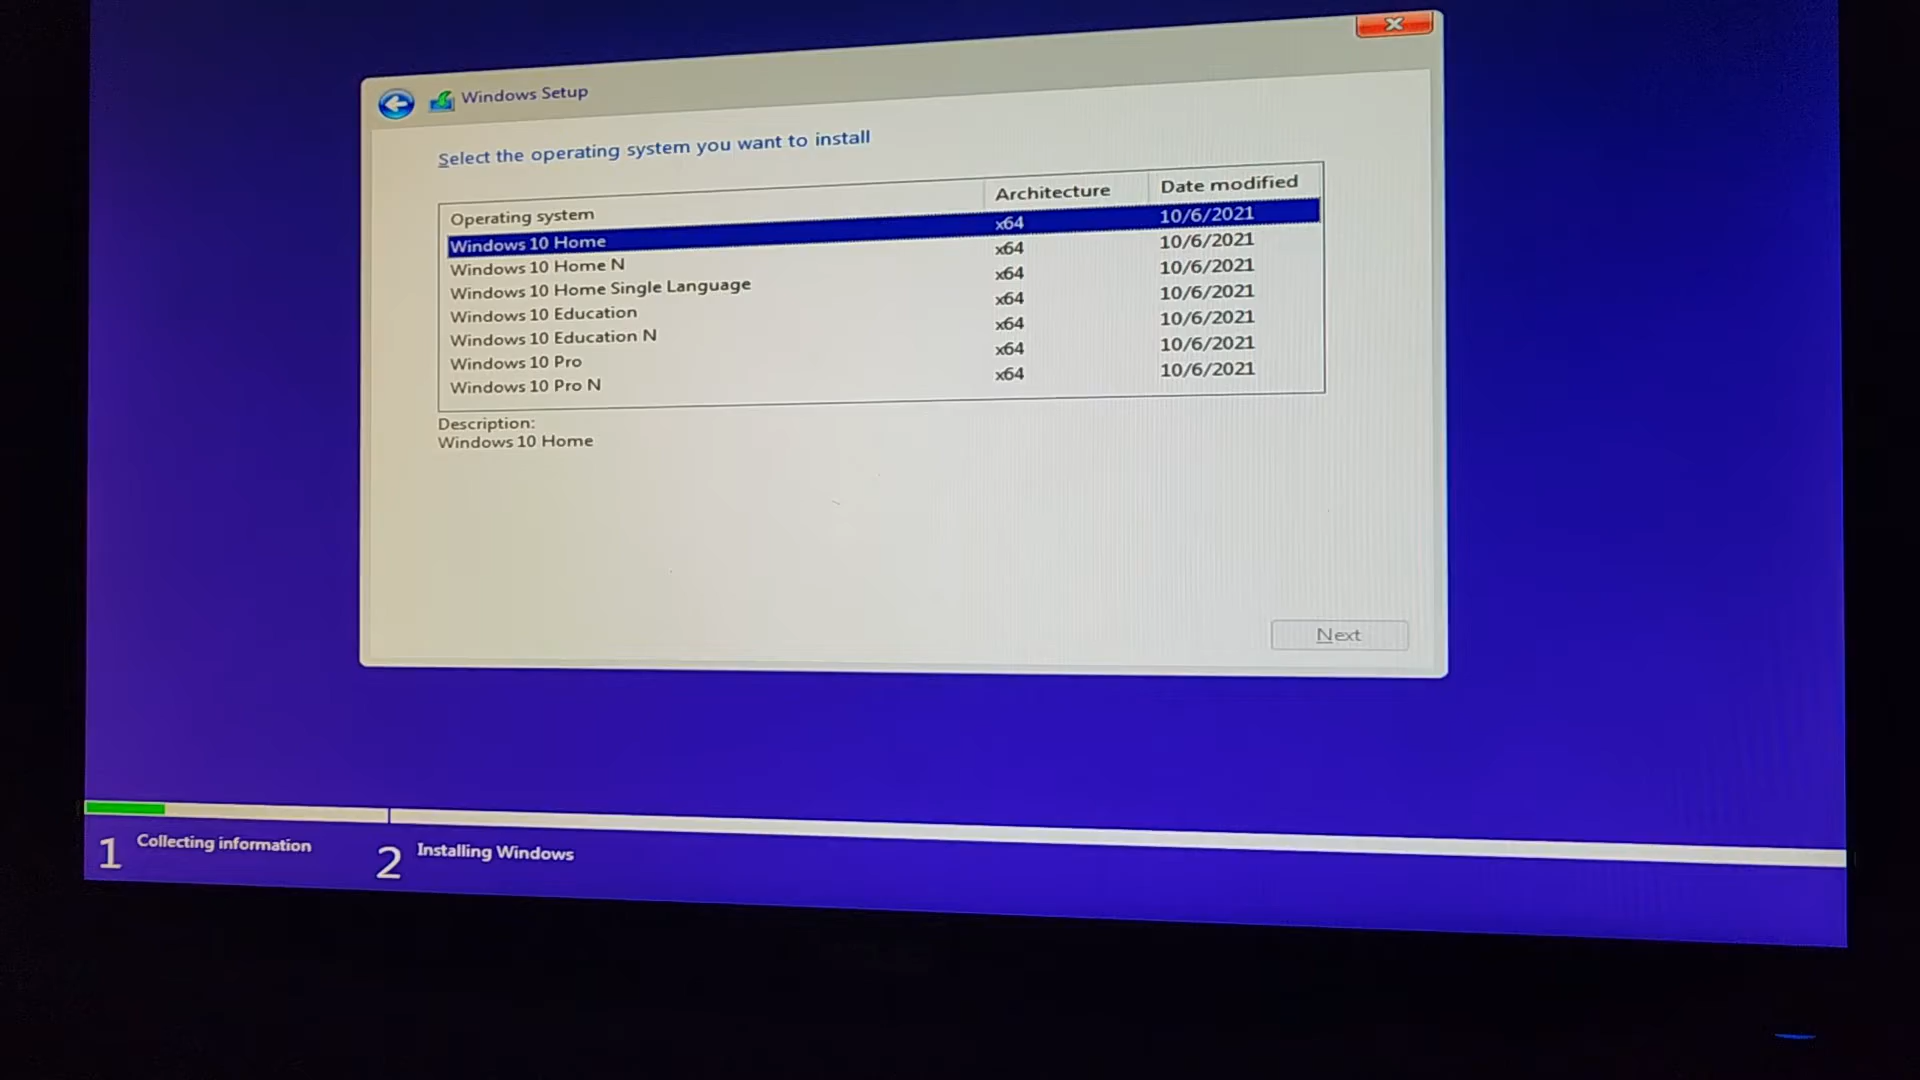 Windows Setup
Select the operating system you want to install
Operating system Architecture Date modified
Windows 10 Home x64 10/6/2021
Windows 10 Home N x64 10/6/2021
Windows 10 Home Single Language x64 10/6/2021
Windows 10 Education x64 10/6/2021
Windows 10 Education N x64 10/6/2021
Windows 10 Pro x64 10/6/2021
Windows 10 Pro N x64 10/6/2021
Description:
Windows 10 Home
Next
1 Collecting information 2 Installing Windows